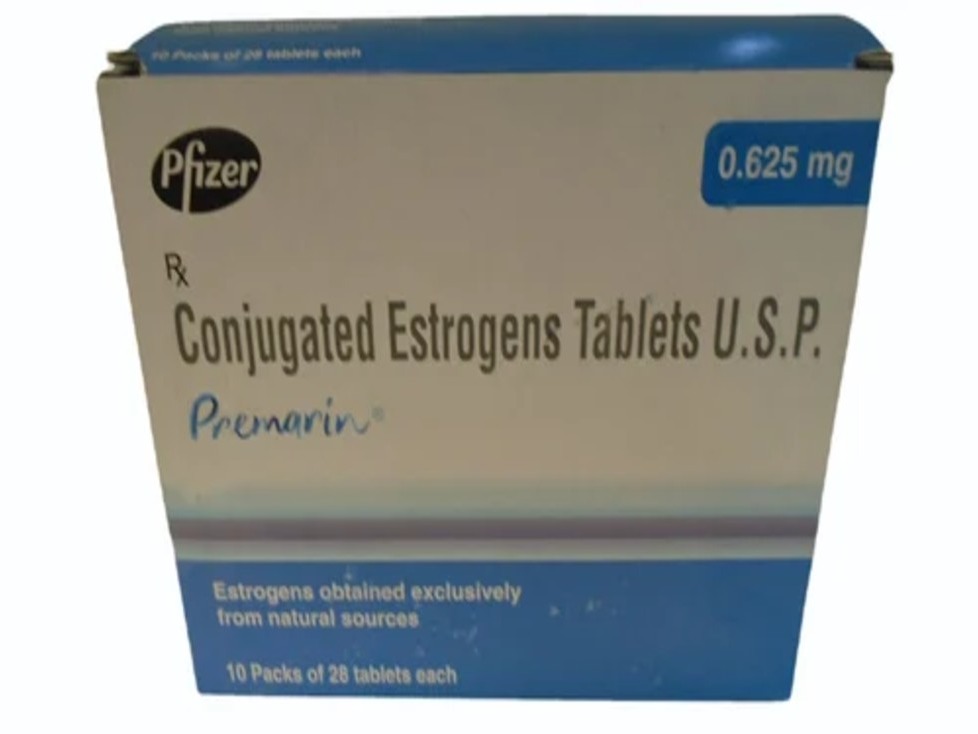 10 Packs of 28 tablets each
Pfizer
0.625 mg
Rx
Conjugated Estrogens Tablets U.S.P.
Premarin®
Estrogens obtained exclusively
from natural sources
10 Packs of 28 tablets each